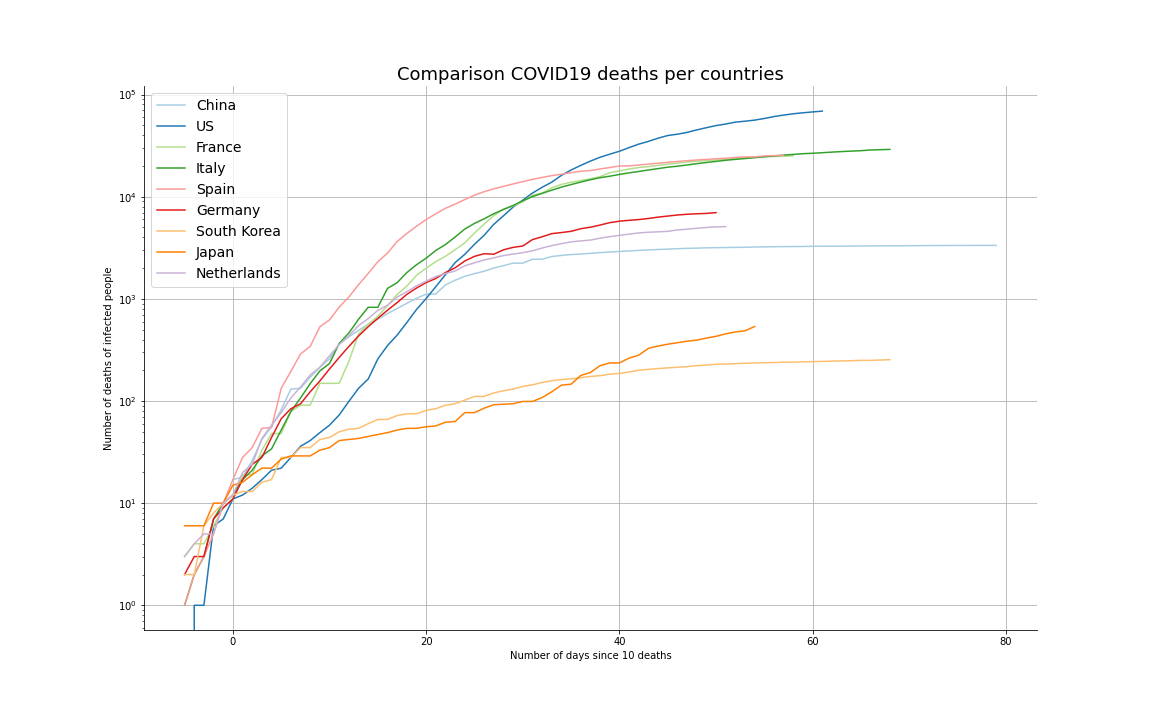 Comparison COVID19 deaths per countries
China
US
France
Italy
Spain
Germany
South Korea
Japan
Netherlands
Number of deaths of infected people
10⁵
10⁴
10³
10²
10¹
10⁰
0 20 40 60 80
Number of days since 10 deaths